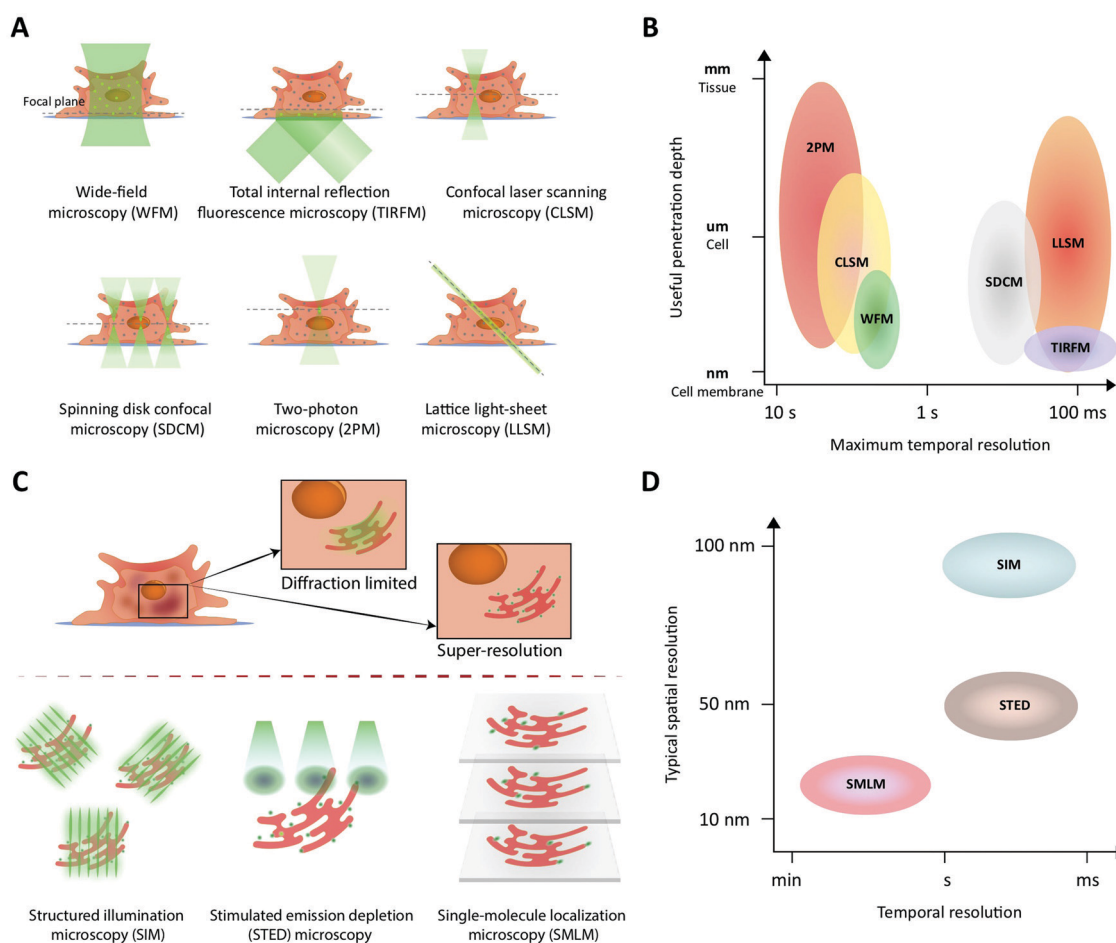 A
Focal plane
Wide-field
microscopy (WFM)
Total internal reflection
fluorescence microscopy (TIRFM)
Confocal laser scanning
microscopy (CLSM)
Spinning disk confocal
microscopy (SDCM)
Two-photon
microscopy (2PM)
Lattice light-sheet
microscopy (LLSM)
B
Useful penetration depth
mm
Tissue
um
Cell
nm
Cell membrane
2PM
CLSM
WFM
SDCM
LLSM
TIRFM
10 s
1 s
100 ms
Maximum temporal resolution
C
Diffraction limited
Super-resolution
Structured illumination
microscopy (SIM)
Stimulated emission depletion
(STED) microscopy
Single-molecule localization
microscopy (SMLM)
D
Typical spatial resolution
100 nm
50 nm
10 nm
SIM
STED
SMLM
min
s
ms
Temporal resolution